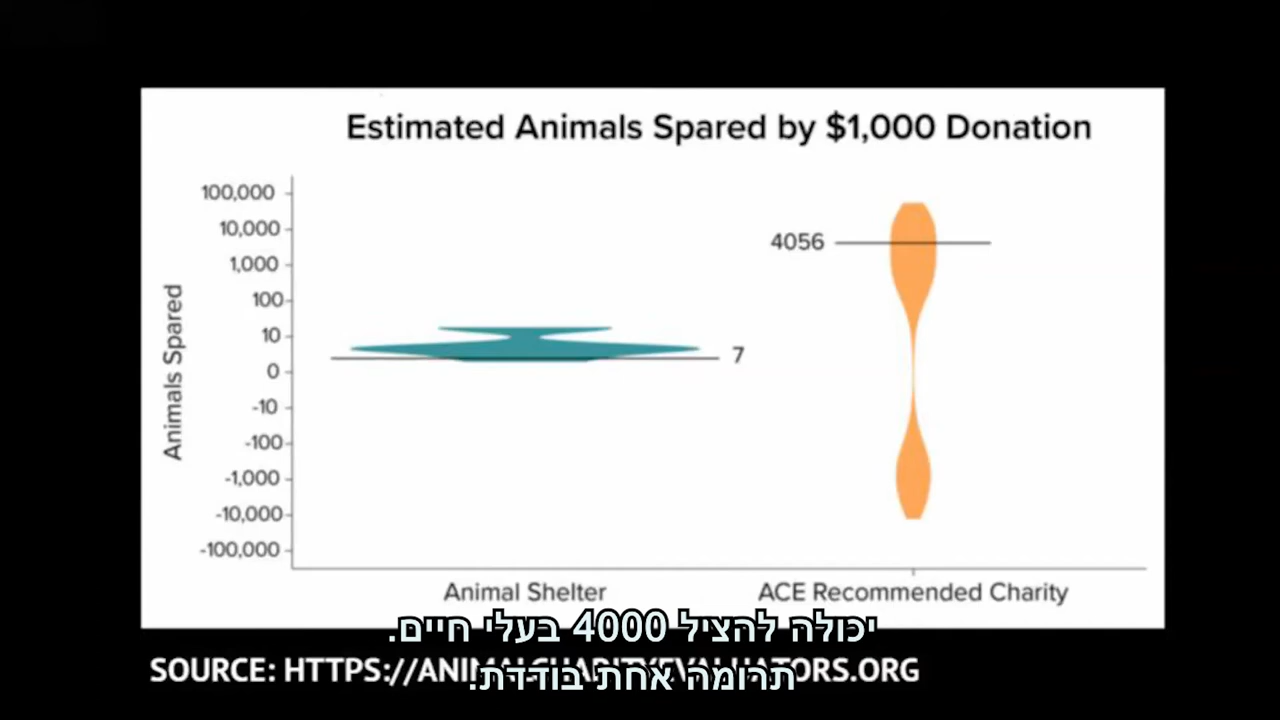 Estimated Animals Spared by $1,000 Donation
100,000
10,000
4056
1,000
100
10
7
0
-10
-100
-1,000
-10,000
-100,000
Animals Spared
Animal Shelter
ACE Recommended Charity
יכולה להציל 4000 בעלי חיים.
SOURCE: HTTPS://ANIMALCHARITYEVALUATORS.ORG
תרומה אחת בודדת.